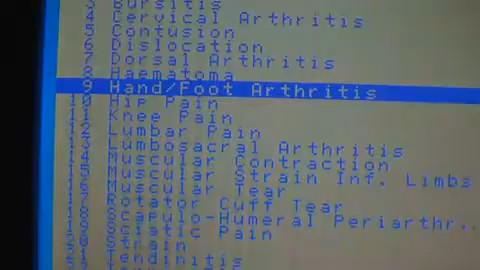 3 Bursitis
4 Cervical Arthritis
5 Contusion
6 Dislocation
7 Dorsal Arthritis
8 Haematoma
9 Hand/Foot Arthritis
10 Hip Pain
11 Knee Pain
12 Lumbar Pain
13 Lumbosacral Arthritis
14 Muscular Contraction
15 Muscular Strain Inf. Limbs
16 Muscular Tear
17 Rotator Cuff Tear
18 Scapulo-Humeral Periarthr..
19 Sciatic Pain
20 Strain
21 Tendinitis